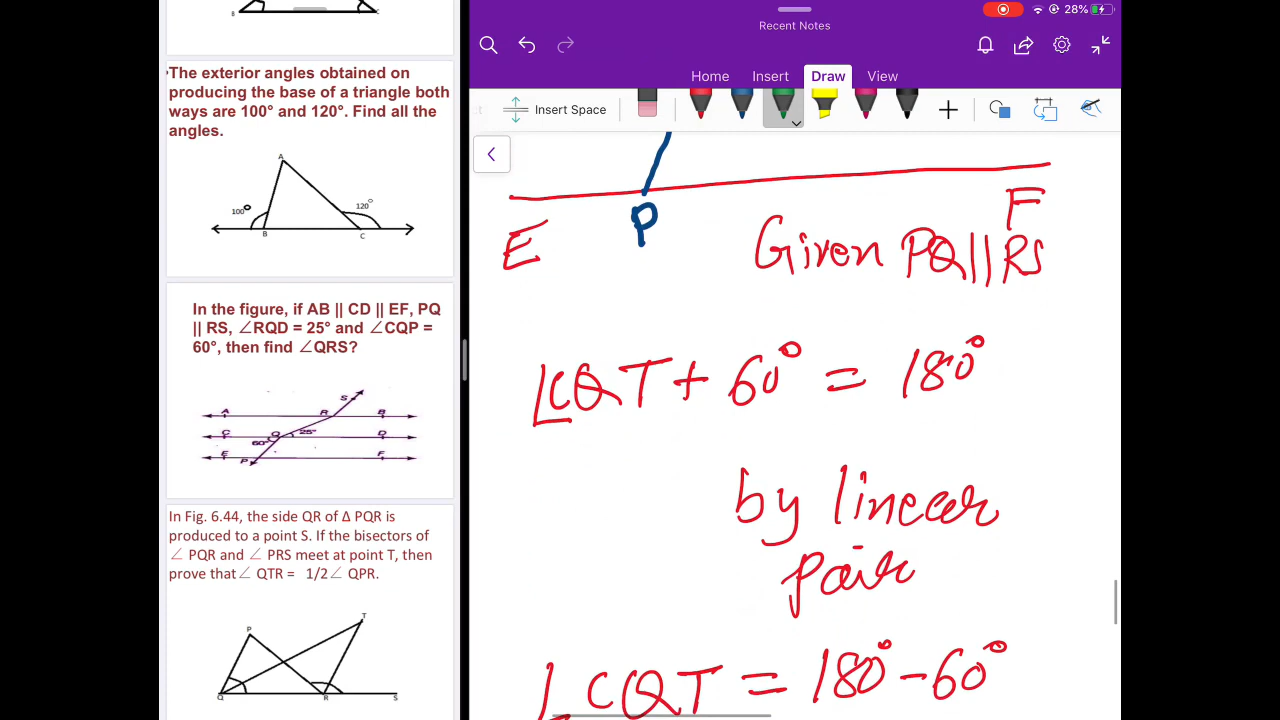 B
C
The exterior angles obtained on
producing the base of a triangle both
ways are 100° and 120°. Find all the
angles.
A
100°
120°
B
C
In the figure, if AB || CD || EF, PQ
|| RS, ∠RQD = 25° and ∠CQP =
60°, then find ∠QRS?
S
A
R
B
C
Q
25°
D
60°
E
P
F
In Fig. 6.44, the side QR of Δ PQR is
produced to a point S. If the bisectors of
∠ PQR and ∠ PRS meet at point T, then
prove that ∠ QTR = 1/2∠ QPR.
T
P
Q
R
S
28%
Recent Notes
Home Insert Draw View
Insert Space
E
P
F
Given PQ||RS
∠CQT + 60° = 180°
by linear
pair
∠CQT = 180° - 60°